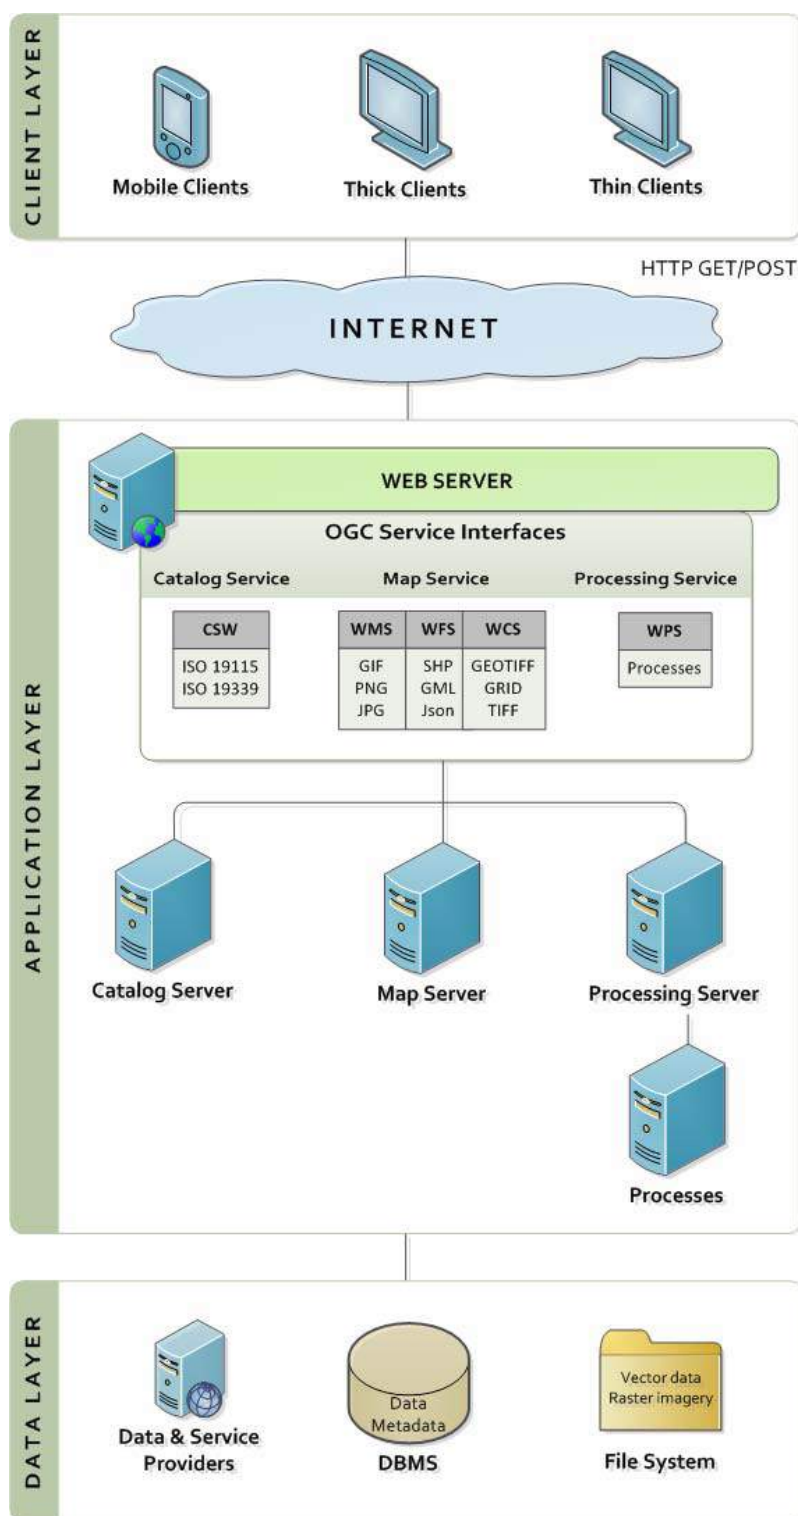 CLIENT LAYER
Mobile Clients
Thick Clients
Thin Clients
HTTP GET/POST
INTERNET
APPLICATION LAYER
WEB SERVER
OGC Service Interfaces
Catalog Service
Map Service
Processing Service
CSW
ISO 19115
ISO 19339
WMS
GIF
PNG
JPG
WFS
SHP
GML
Json
WCS
GEOTIFF
GRID
TIFF
WPS
Processes
Catalog Server
Map Server
Processing Server
Processes
DATA LAYER
Data & Service
Providers
Data
Metadata
DBMS
Vector data
Raster imagery
File System